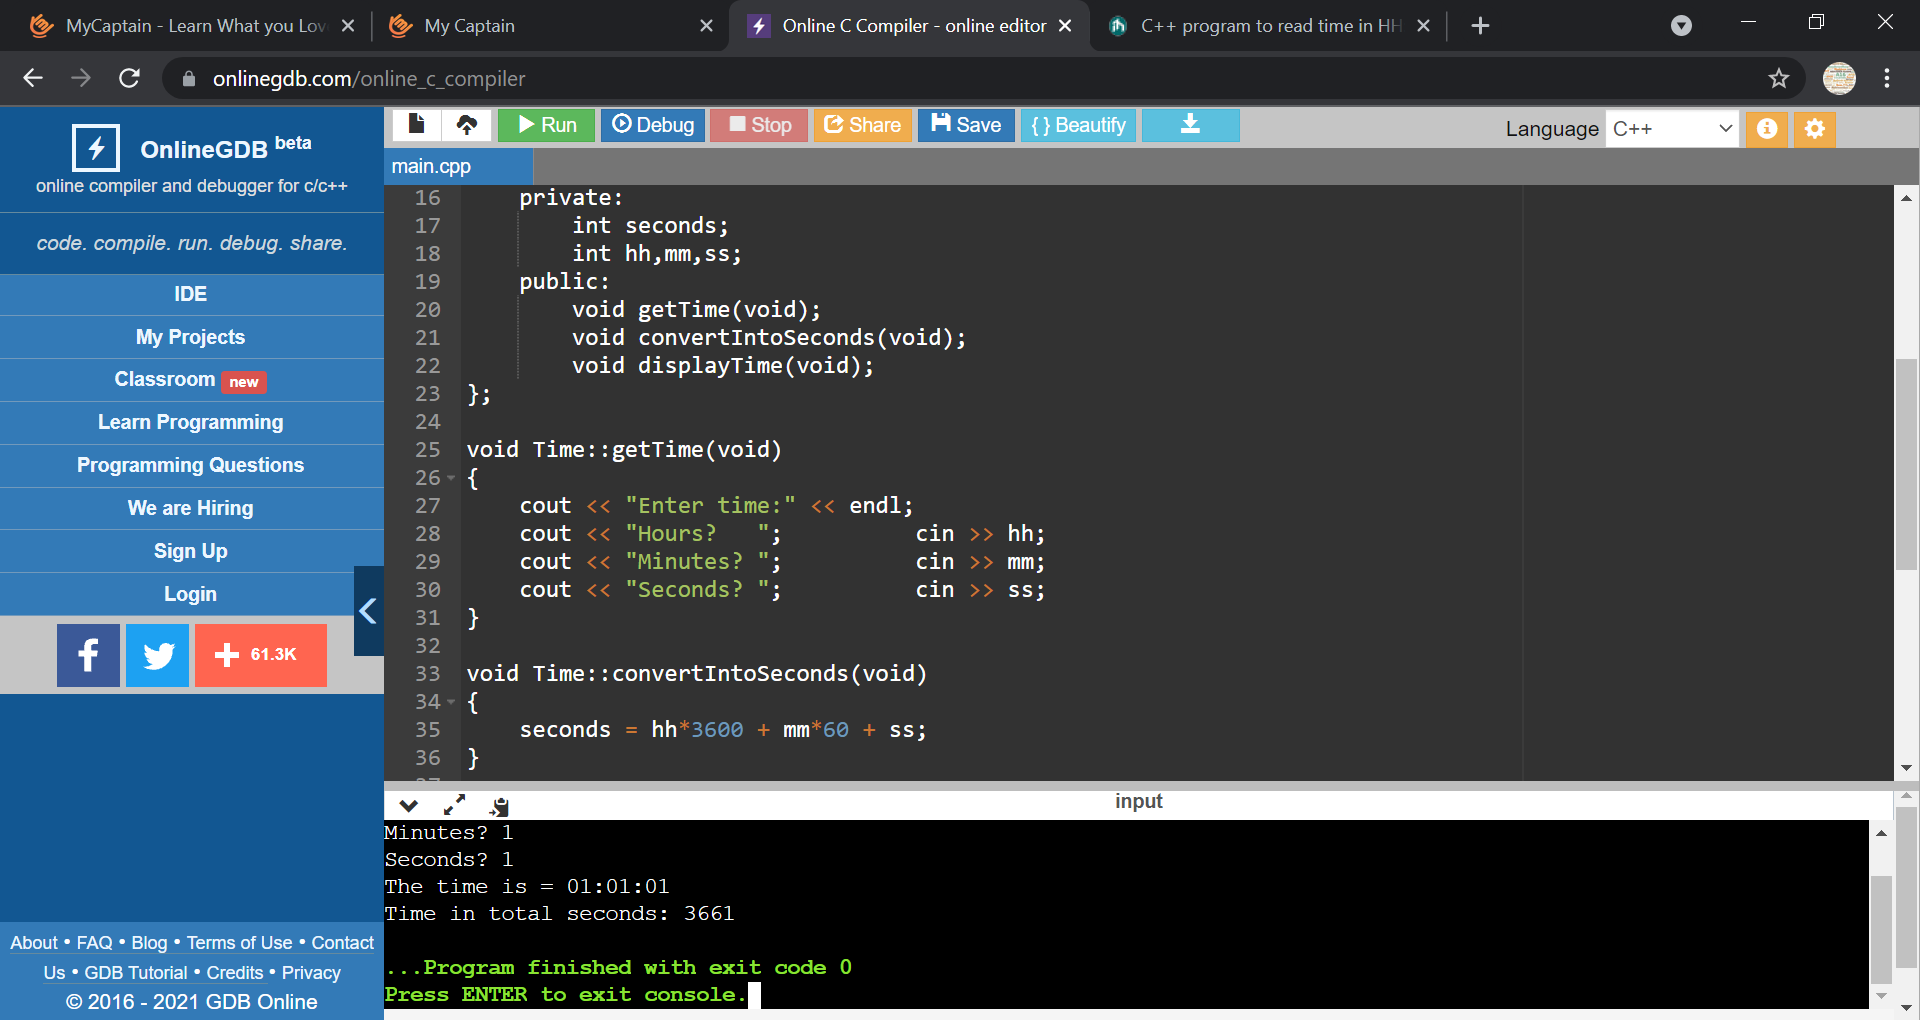 MyCaptain - Learn What you Lov
My Captain
Online C Compiler - online editor
C++ program to read time in HH
onlinegdb.com/online_c_compiler
OnlineGDB beta
online compiler and debugger for c/c++
code. compile. run. debug. share.
IDE
My Projects
Classroom new
Learn Programming
Programming Questions
We are Hiring
Sign Up
Login
61.3K
About • FAQ • Blog • Terms of Use • Contact
Us • GDB Tutorial • Credits • Privacy
© 2016 - 2021 GDB Online
Run Debug Stop Share Save { } Beautify
Language C++
main.cpp
16 private:
17 int seconds;
18 int hh,mm,ss;
19 public:
20 void getTime(void);
21 void convertIntoSeconds(void);
22 void displayTime(void);
23 };
24
25 void Time::getTime(void)
26 {
27 cout << "Enter time:" << endl;
28 cout << "Hours?   "; cin >> hh;
29 cout << "Minutes? "; cin >> mm;
30 cout << "Seconds? "; cin >> ss;
31 }
32
33 void Time::convertIntoSeconds(void)
34 {
35 seconds = hh*3600 + mm*60 + ss;
36 }
input
Minutes? 1
Seconds? 1
The time is = 01:01:01
Time in total seconds: 3661
...Program finished with exit code 0
Press ENTER to exit console.